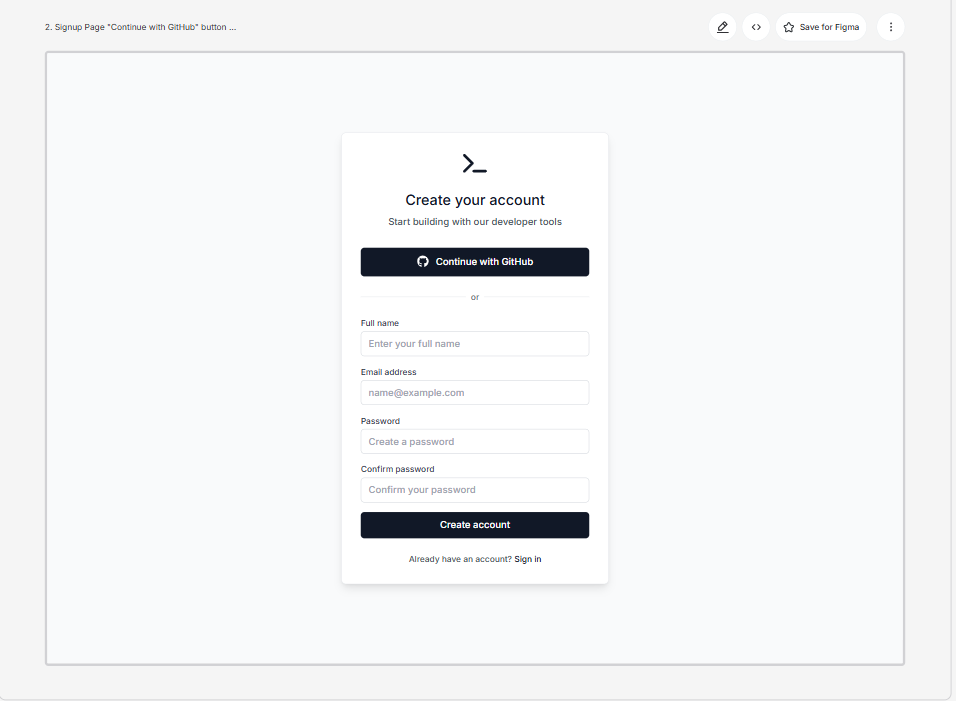 2. Signup Page "Continue with GitHub" button ...
Save for Figma
Create your account
Start building with our developer tools
Continue with GitHub
or
Full name
Enter your full name
Email address
name@example.com
Password
Create a password
Confirm password
Confirm your password
Create account
Already have an account? Sign in